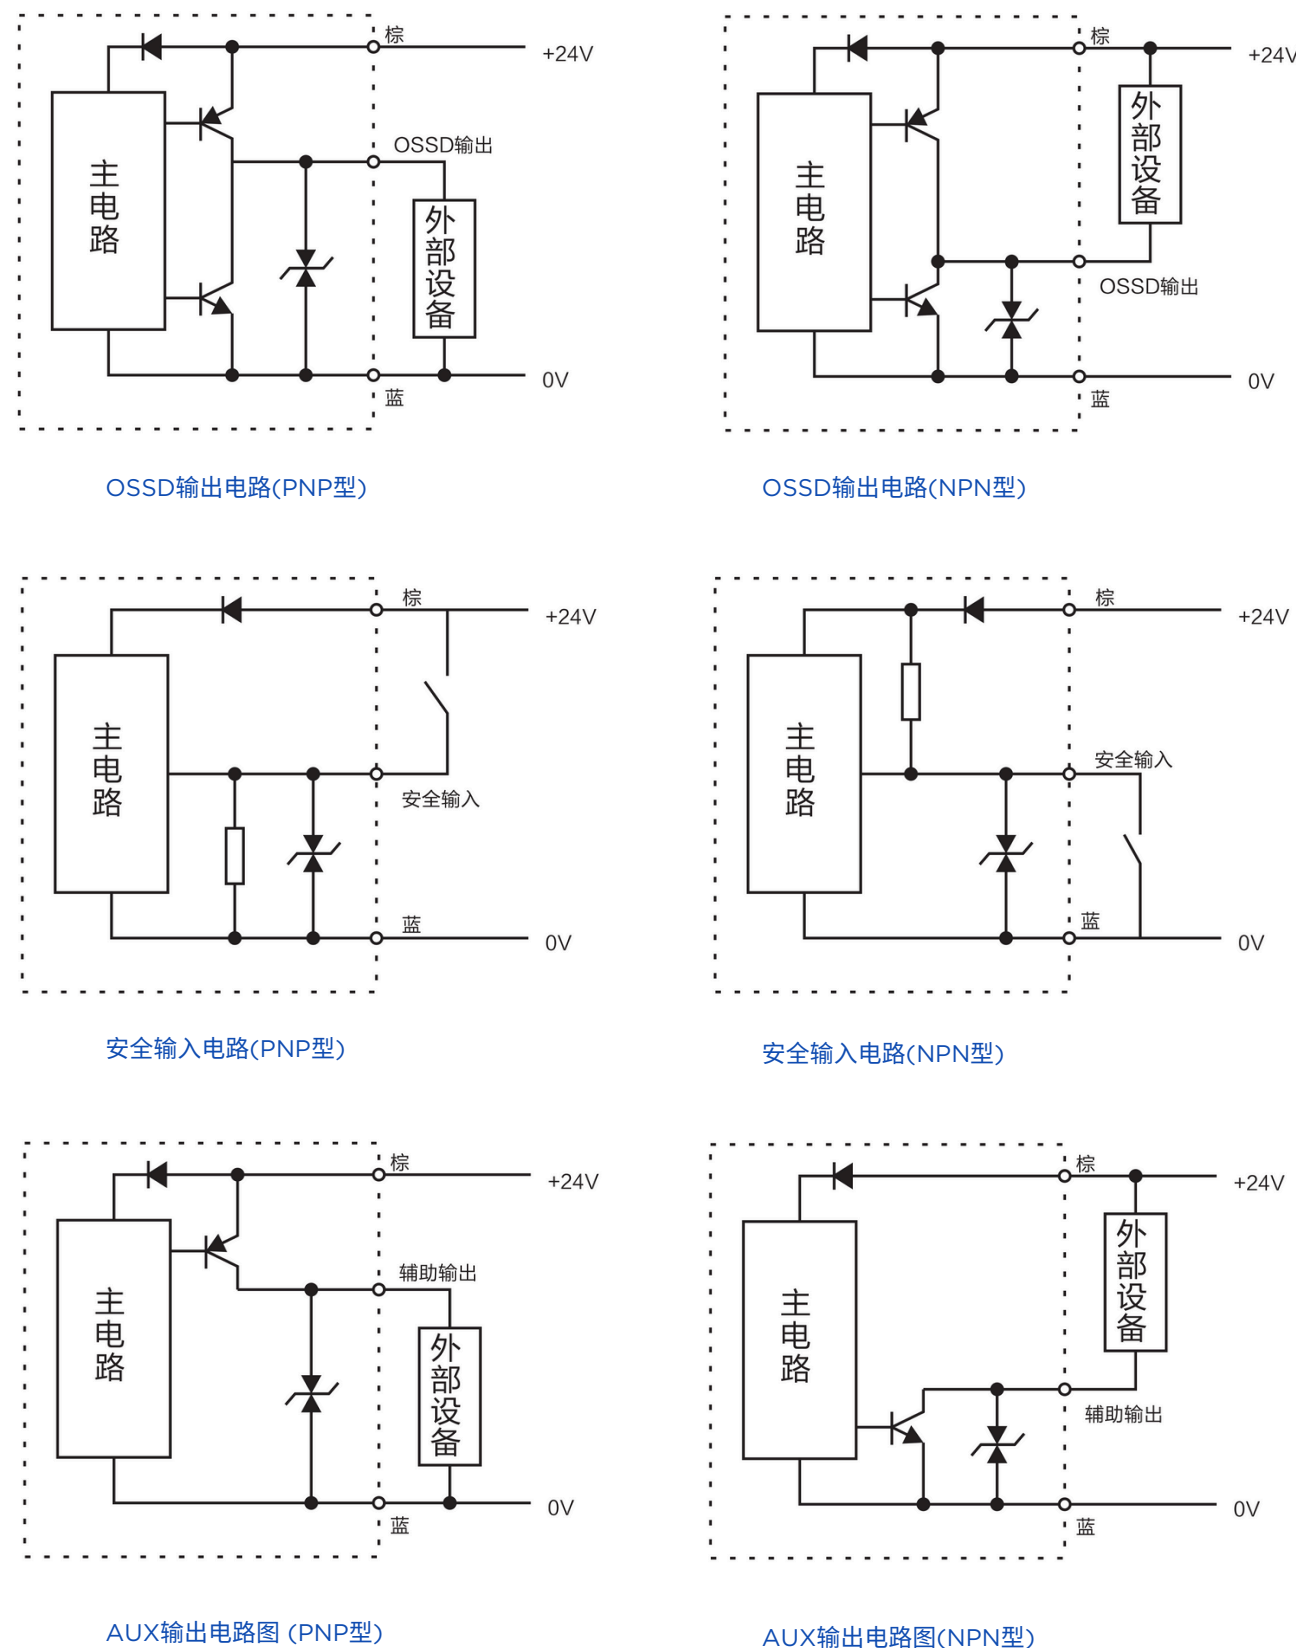 棕
+24V
主电路
OSSD输出
外部设备
0V
蓝
OSSD输出电路(PNP型)
棕
+24V
外部设备
主电路
OSSD输出
0V
蓝
OSSD输出电路(NPN型)
棕
+24V
主电路
安全输入
蓝
0V
安全输入电路(PNP型)
棕
+24V
主电路
安全输入
蓝
0V
安全输入电路(NPN型)
棕
+24V
辅助输出
主电路
外部设备
0V
蓝
AUX输出电路图 (PNP型)
棕
+24V
外部设备
主电路
辅助输出
0V
蓝
AUX输出电路图(NPN型)